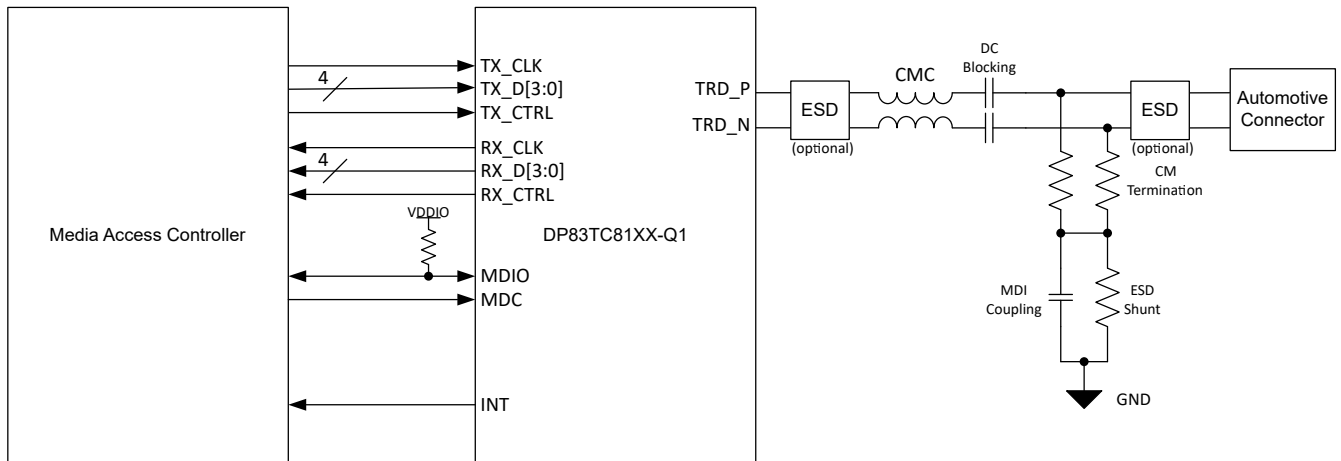 Media Access Controller
4
4
VDDIO
TX_CLK
TX_D[3:0]
TX_CTRL
RX_CLK
RX_D[3:0]
RX_CTRL
MDIO
MDC
INT
DP83TC81XX-Q1
TRD_P
TRD_N
ESD
(optional)
CMC
DC
Blocking
ESD
(optional)
Automotive
Connector
CM
Termination
MDI
Coupling
ESD
Shunt
GND